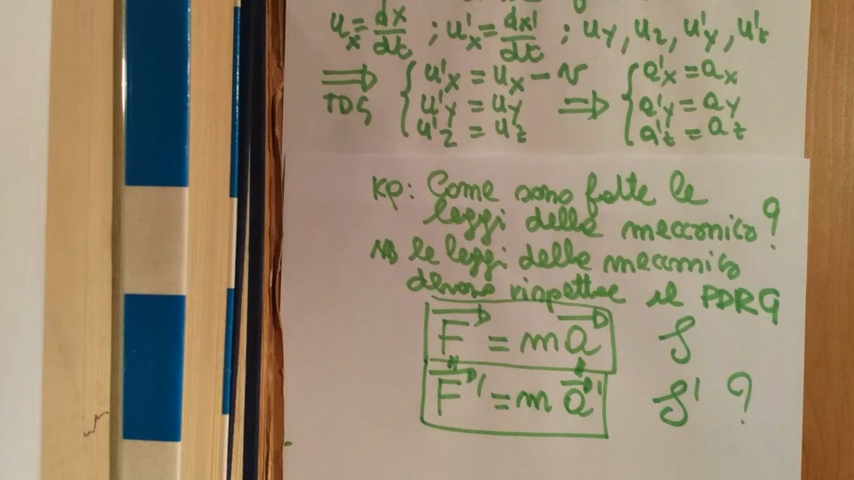 u_x = dx/dt ; u'_x = dx'/dt ; u_y, u_z, u'_y, u'_z
⟹ { u'_x = u_x − v ⟹ { a'_x = a_x
TDG { u'_y = u_y { a'_y = a_y
u'_z = u_z a'_z = a_z
KQ: Come sono fatte le
leggi della meccanica?
NB le leggi della meccanica
devono rispettare il PDRG
F⃗ = m a⃗ S
F⃗' = m a⃗' S' ?